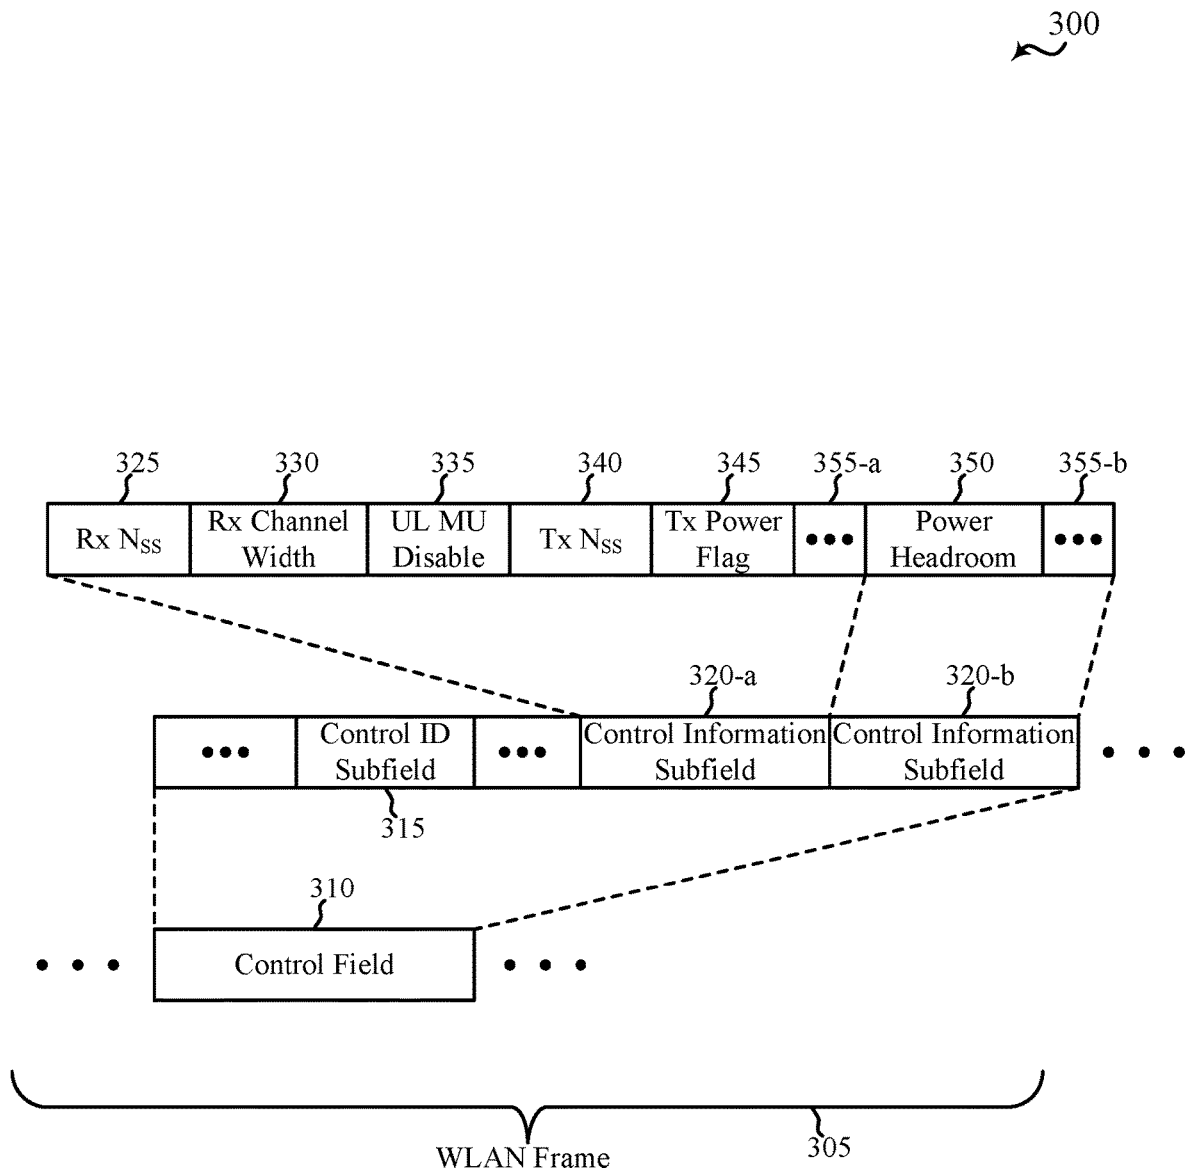 300
325 330 335 340 345 355-a 350 355-b
Rx NSS
Rx Channel
Width
UL MU
Disable
Tx NSS
Tx Power
Flag
•••
Power
Headroom
•••
320-a 320-b
•••
Control ID
Subfield
•••
Control Information
Subfield
Control Information
Subfield
• • •
315
310
• • •
Control Field
• • •
305
WLAN Frame